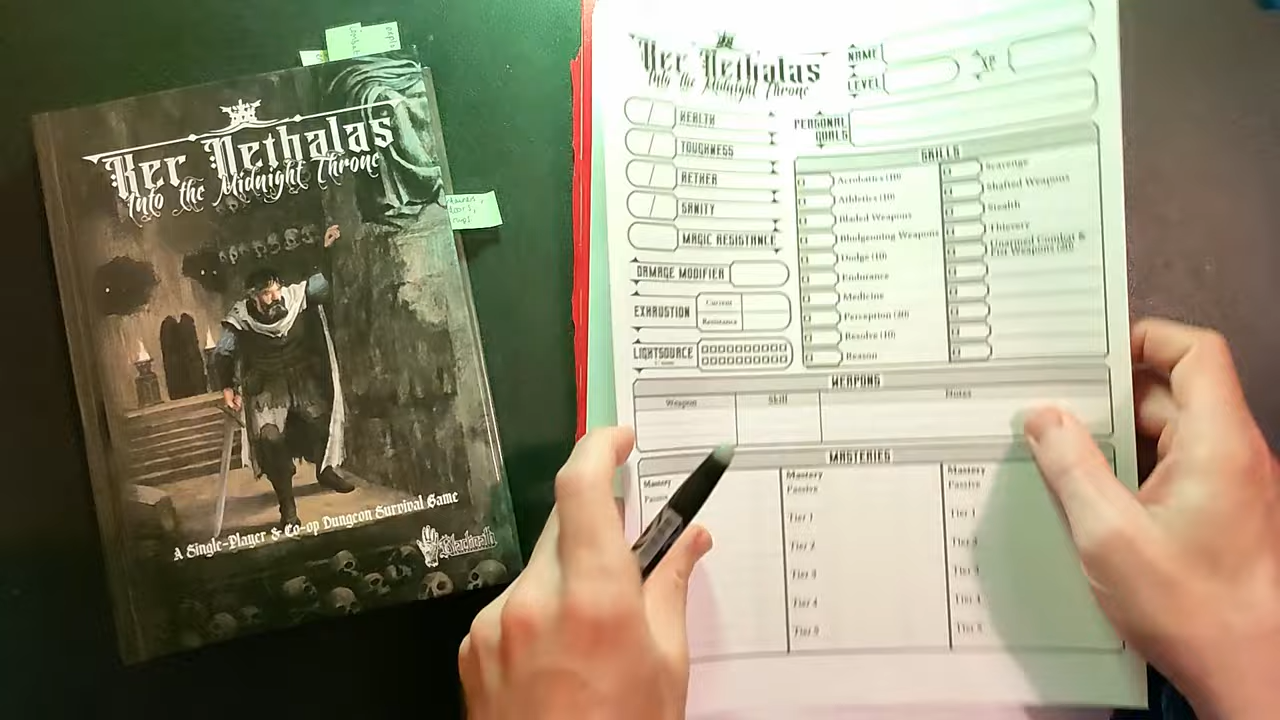 Ker Nethalas
Into the Midnight Throne
A Single-Player & Co-op Dungeon Survival Game
Blackoath
Ker Nethalas
Into the Midnight Throne
NAME
LEVEL
XP
PERSONAL
GOALS
HEALTH
TOUGHNESS
AETHER
SANITY
MAGIC RESISTANCE
DAMAGE MODIFIER
EXHAUSTION
Current
Resistance
LIGHTSOURCE
SKILLS
Acrobatics (10)
Athletics (10)
Bladed Weapons
Bludgeoning Weapons
Dodge (10)
Endurance
Medicine
Perception (20)
Resolve (10)
Reason
Scavenge
Shafted Weapons
Stealth
Thievery
Unarmed Combat &
Fist Weapons (20)
WEAPONS
Weapon
Skill
Notes
MASTERIES
Mastery
Passive
Mastery
Passive
Tier 1
Tier 2
Tier 3
Tier 4
Tier 5
Mastery
Passive
Tier 1
Tier 2
Tier 3
Tier 4
Tier 5